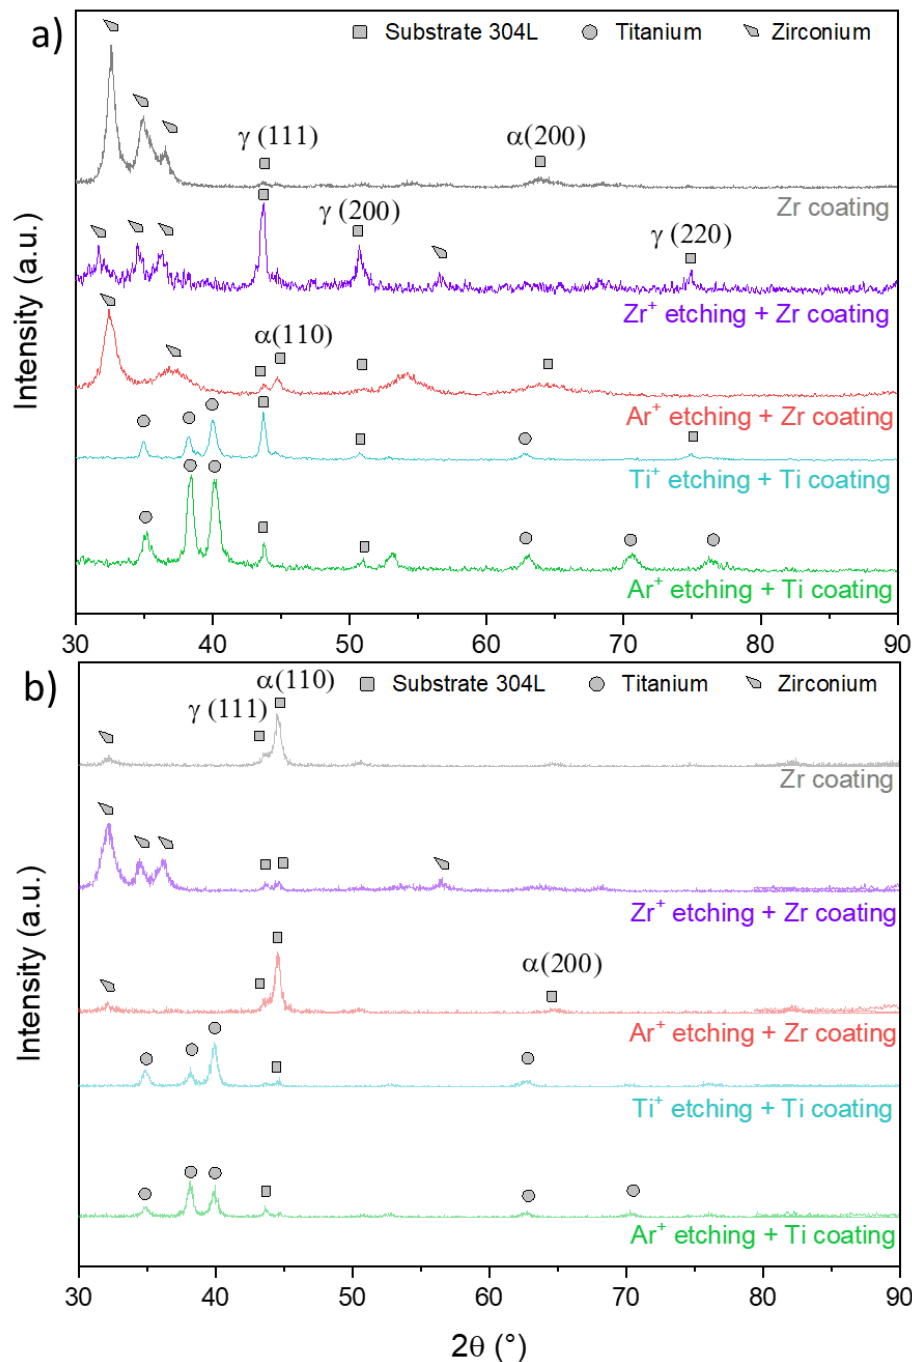 a)
Substrate 304L Titanium Zirconium
γ (111)
α(200)
Zr coating
γ (200)
γ (220)
Zr+ etching + Zr coating
α(110)
Ar+ etching + Zr coating
Ti+ etching + Ti coating
Ar+ etching + Ti coating
Intensity (a.u.)
30 40 50 60 70 80 90
b)
Substrate 304L Titanium Zirconium
α(110)
γ (111)
Zr coating
Zr+ etching + Zr coating
α(200)
Ar+ etching + Zr coating
Ti+ etching + Ti coating
Ar+ etching + Ti coating
Intensity (a.u.)
30 40 50 60 70 80 90
2θ (°)